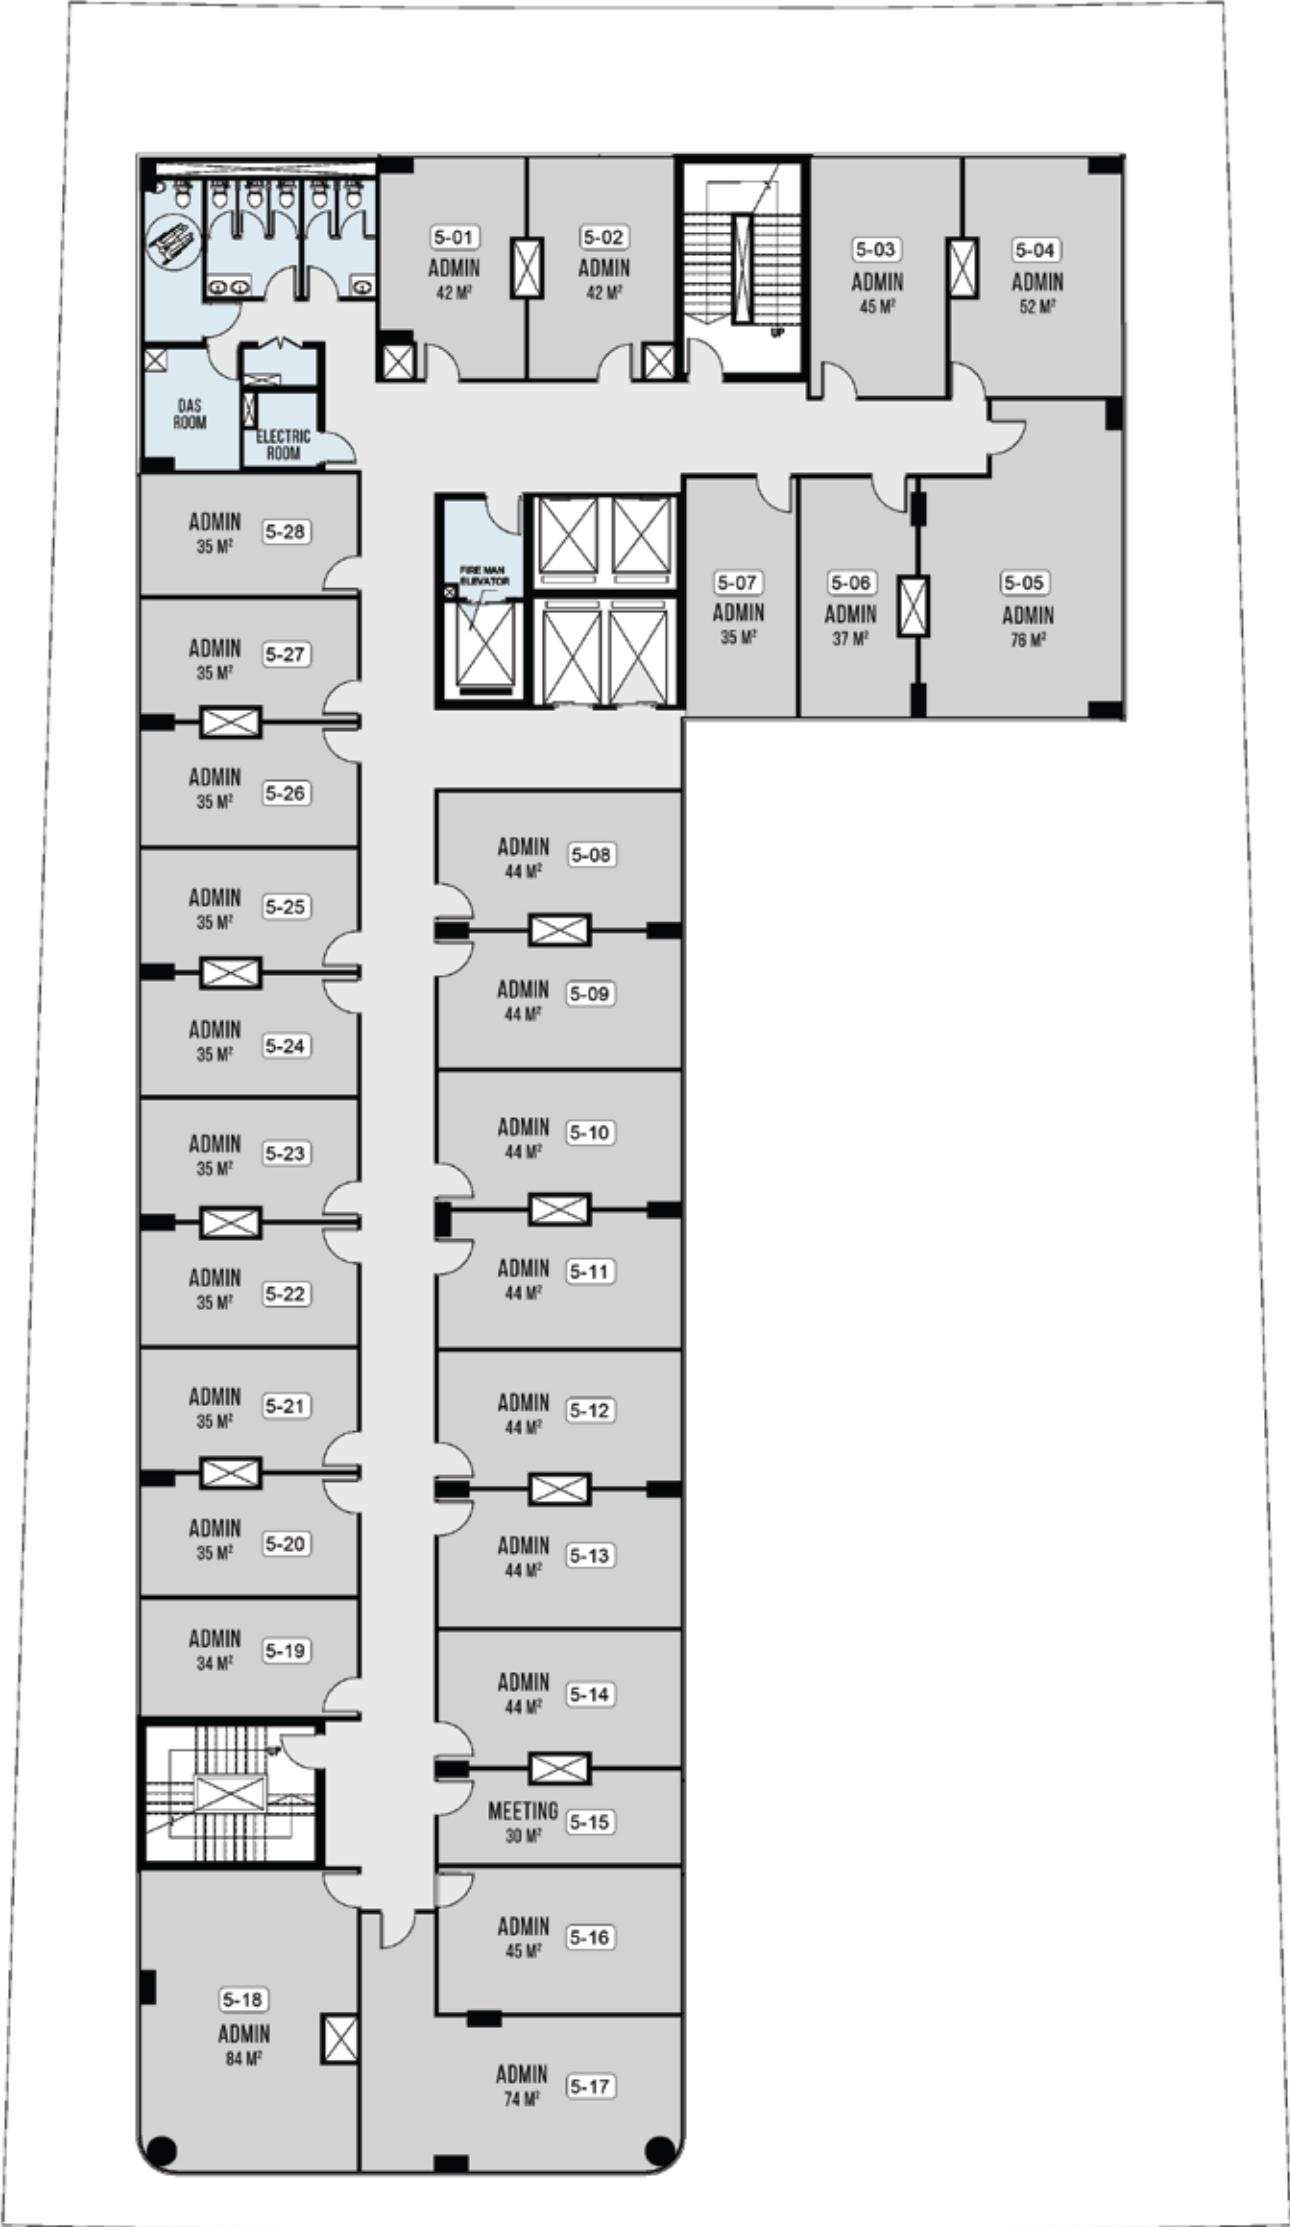 5-01
ADMIN
42 M²
5-02
ADMIN
42 M²
UP
5-03
ADMIN
45 M²
5-04
ADMIN
52 M²
DAS
ROOM
ELECTRIC
ROOM
FIRE MAN
ELEVATOR
5-07
ADMIN
35 M²
5-06
ADMIN
37 M²
5-05
ADMIN
76 M²
ADMIN 5-28
35 M²
ADMIN 5-27
35 M²
ADMIN 5-26
35 M²
ADMIN 5-25
35 M²
ADMIN 5-24
35 M²
ADMIN 5-23
35 M²
ADMIN 5-22
35 M²
ADMIN 5-21
35 M²
ADMIN 5-20
35 M²
ADMIN 5-19
34 M²
UP
ADMIN 5-08
44 M²
ADMIN 5-09
44 M²
ADMIN 5-10
44 M²
ADMIN 5-11
44 M²
ADMIN 5-12
44 M²
ADMIN 5-13
44 M²
ADMIN 5-14
44 M²
MEETING 5-15
30 M²
ADMIN 5-16
45 M²
5-18
ADMIN
84 M²
ADMIN 5-17
74 M²